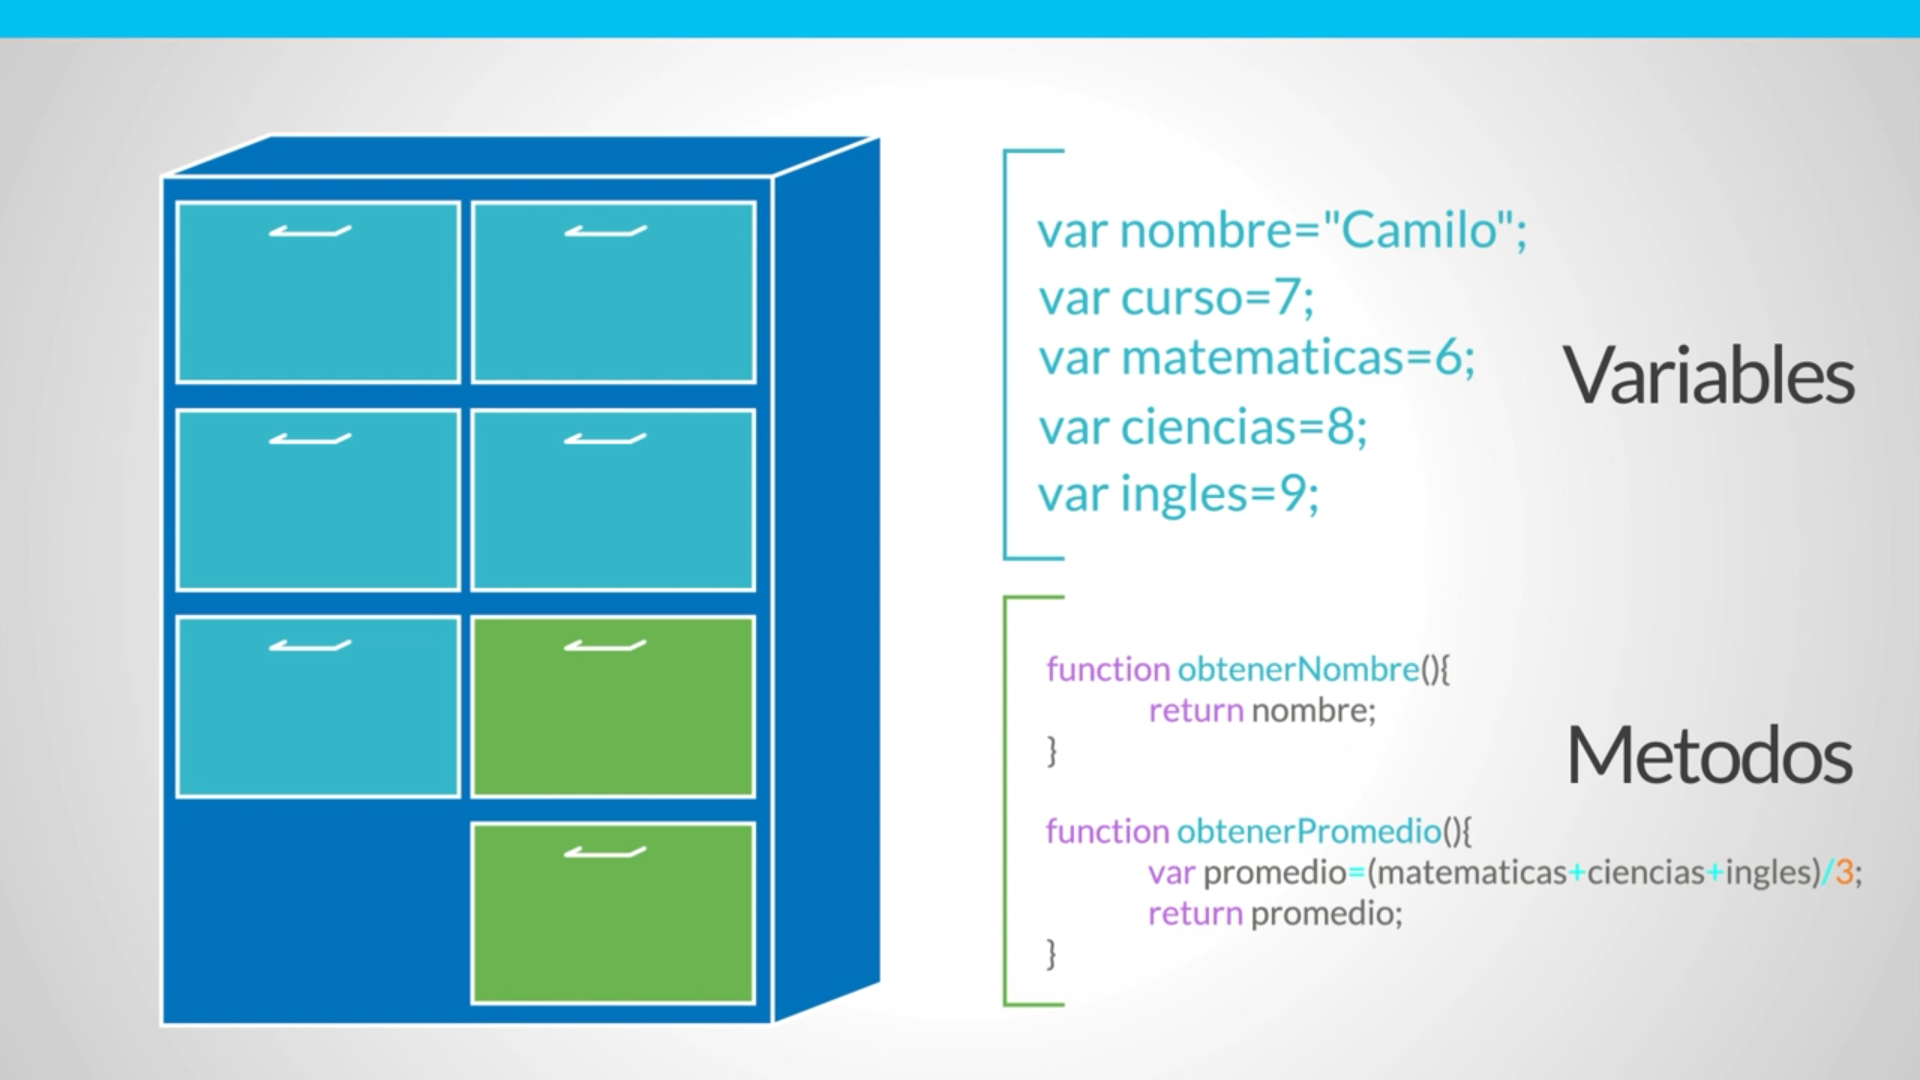 var nombre="Camilo";
var curso=7;
var matematicas=6;
var ciencias=8;
var ingles=9;
Variables
function obtenerNombre(){
return nombre;
}
function obtenerPromedio(){
var promedio=(matematicas+ciencias+ingles)/3;
return promedio;
}
Metodos